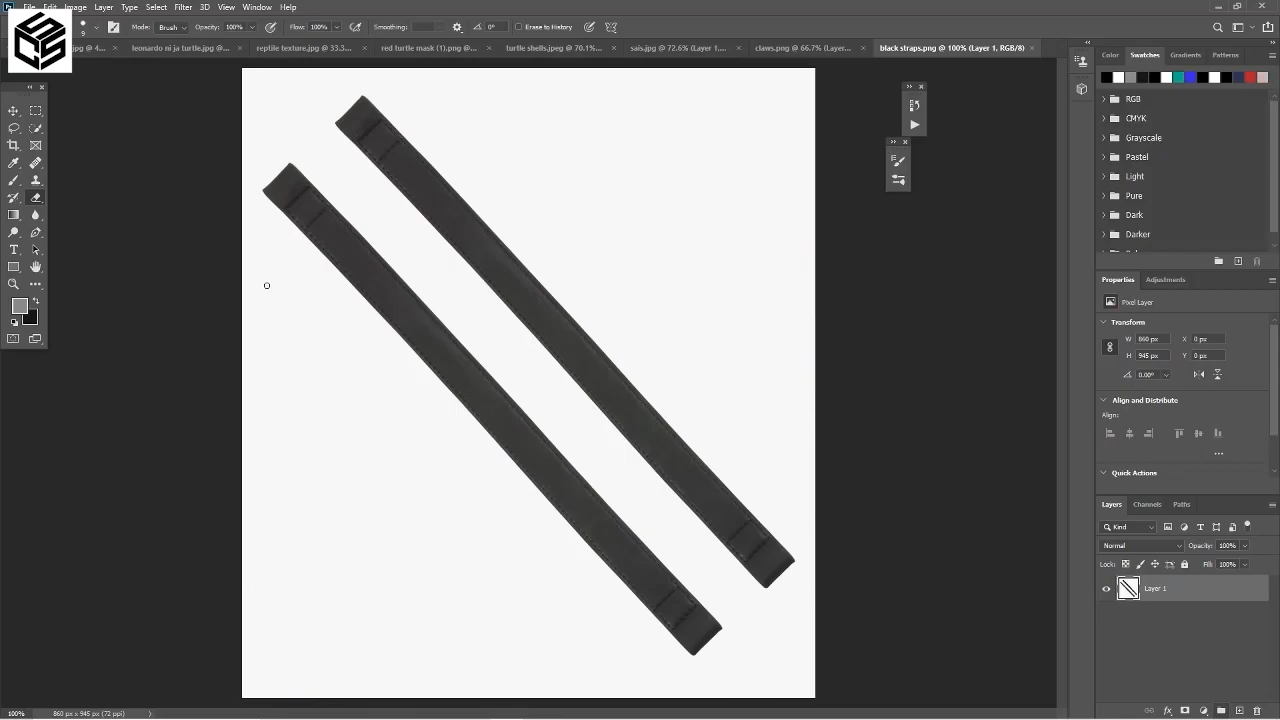 File Edit Image Layer Type Select Filter 3D View Window Help
9 Mode: Brush Opacity: 100% Flow: 100% Smoothing: 0° Erase to History
.jpg @ 4... leonardo ni ja turtle.jpg @... reptile texture.jpg @ 33.3... red turtle mask (1).png @... turtle shells.jpeg @ 70.1%... sais.jpg @ 72.6% (Layer 1,... claws.png @ 66.7% (Layer... black straps.png @ 100% (Layer 1, RGB/8)
Color Swatches Gradients Patterns
RGB
CMYK
Grayscale
Pastel
Light
Pure
Dark
Darker
Properties Adjustments
Pixel Layer
Transform
W 860 px X 0 px
H 945 px Y 0 px
0.00°
Align and Distribute
Align:
Quick Actions
Layers Channels Paths
Kind
Normal Opacity: 100%
Lock: Fill: 100%
Layer 1
100% 860 px x 945 px (72 ppi)